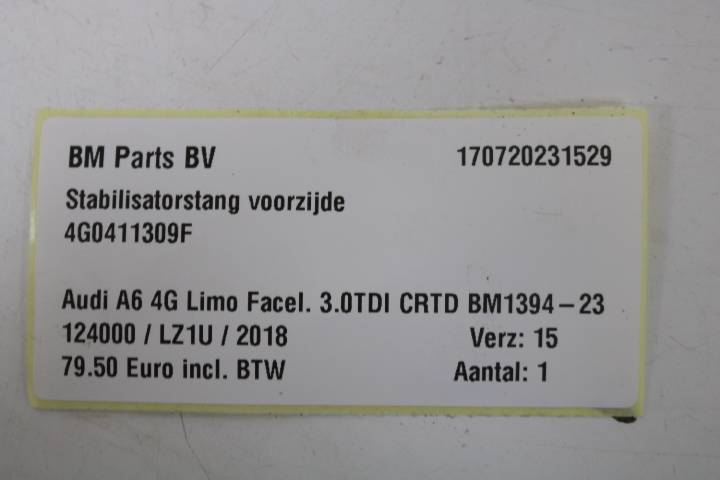 BM Parts BV 170720231529
Stabilisatorstang voorzijde
4G0411309F
Audi A6 4G Limo Facel. 3.0TDI CRTD BM1394-23
124000 / LZ1U / 2018 Verz: 15
79.50 Euro incl. BTW Aantal: 1